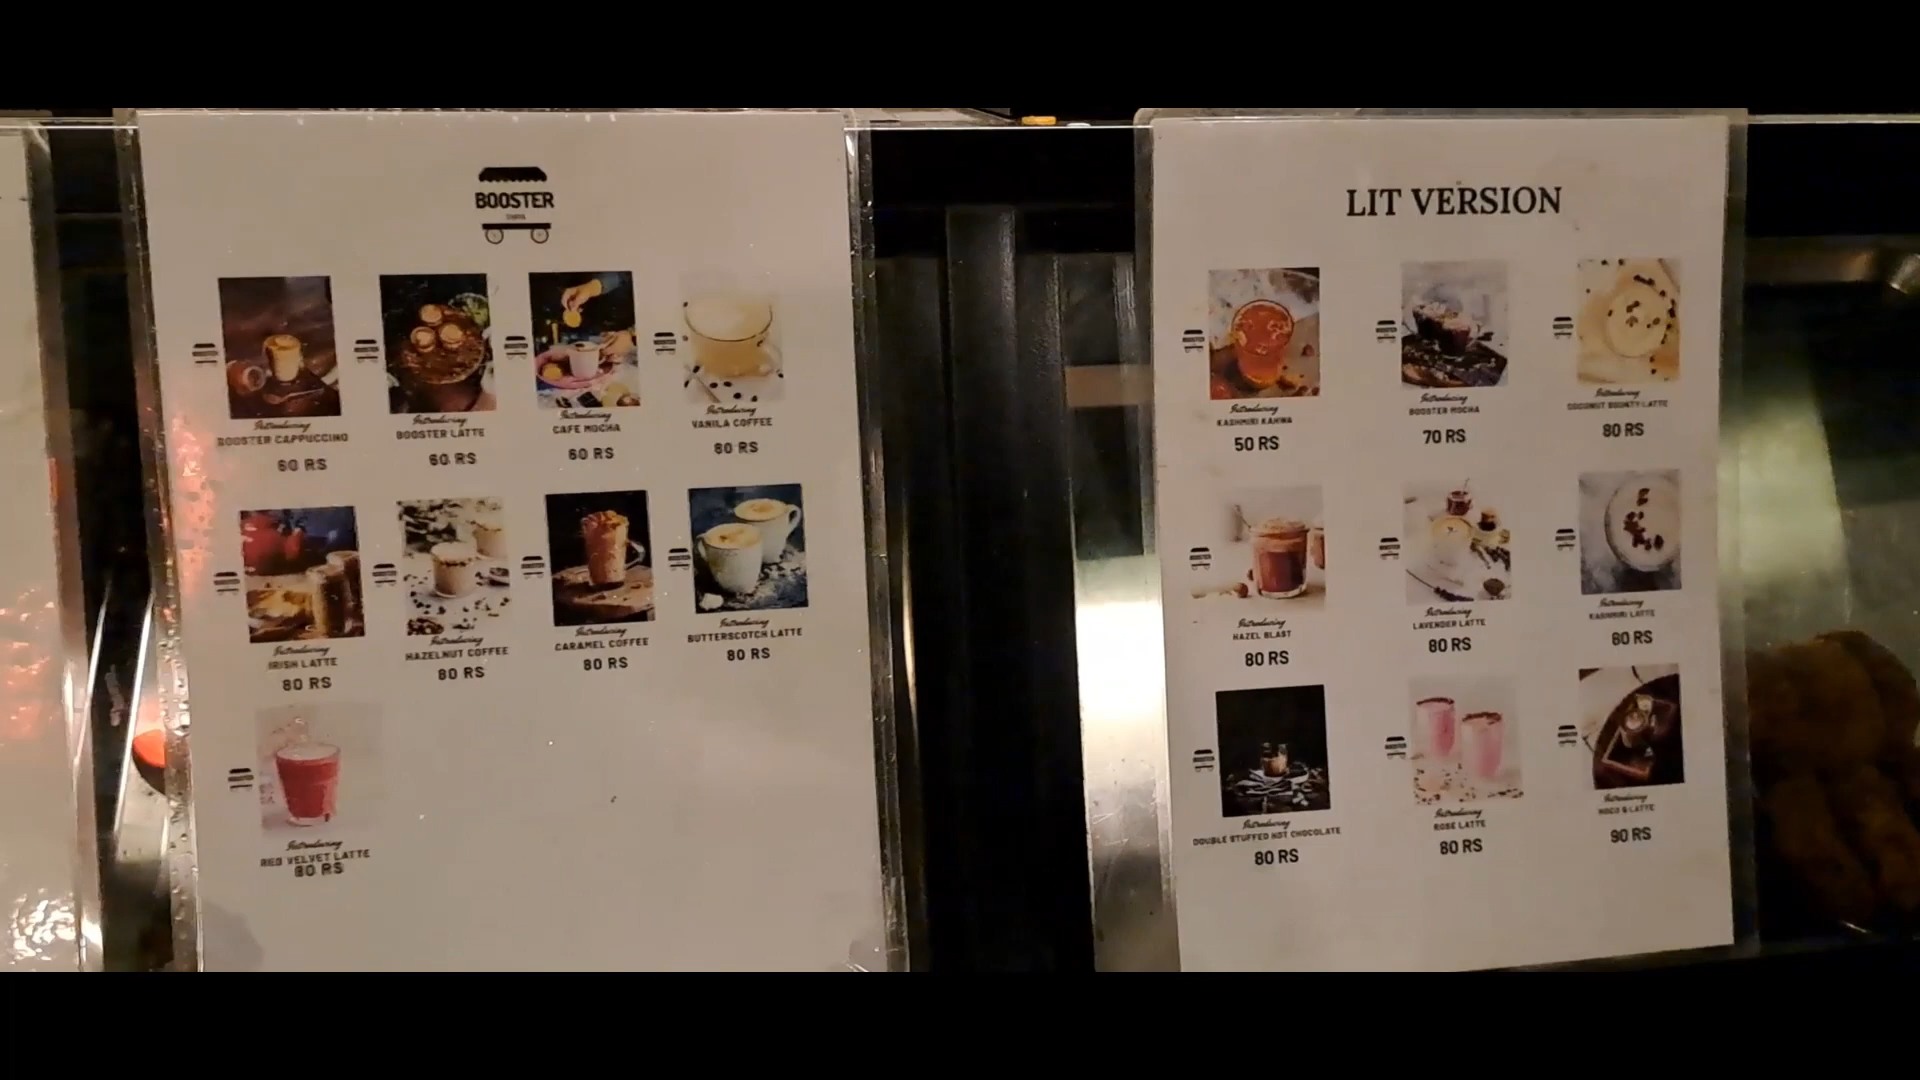 BOOSTER
Introducing
BOOSTER CAPPUCCINO
60 RS
Introducing
BOOSTER LATTE
60 RS
Introducing
CAFE MOCHA
60 RS
Introducing
VANILA COFFEE
80 RS
Introducing
IRISH LATTE
80 RS
Introducing
HAZELNUT COFFEE
80 RS
Introducing
CARAMEL COFFEE
80 RS
Introducing
BUTTERSCOTCH LATTE
80 RS
Introducing
RED VELVET LATTE
80 RS
LIT VERSION
Introducing
KASHMIRI KAHWA
50 RS
Introducing
BOOSTER MOCHA
70 RS
Introducing
COCONUT BOUNTY LATTE
80 RS
Introducing
HAZEL BLAST
80 RS
Introducing
LAVENDER LATTE
80 RS
Introducing
KASHMIRI LATTE
80 RS
Introducing
DOUBLE STUFFED HOT CHOCOLATE
80 RS
Introducing
ROSE LATTE
80 RS
Introducing
LATTE
90 RS